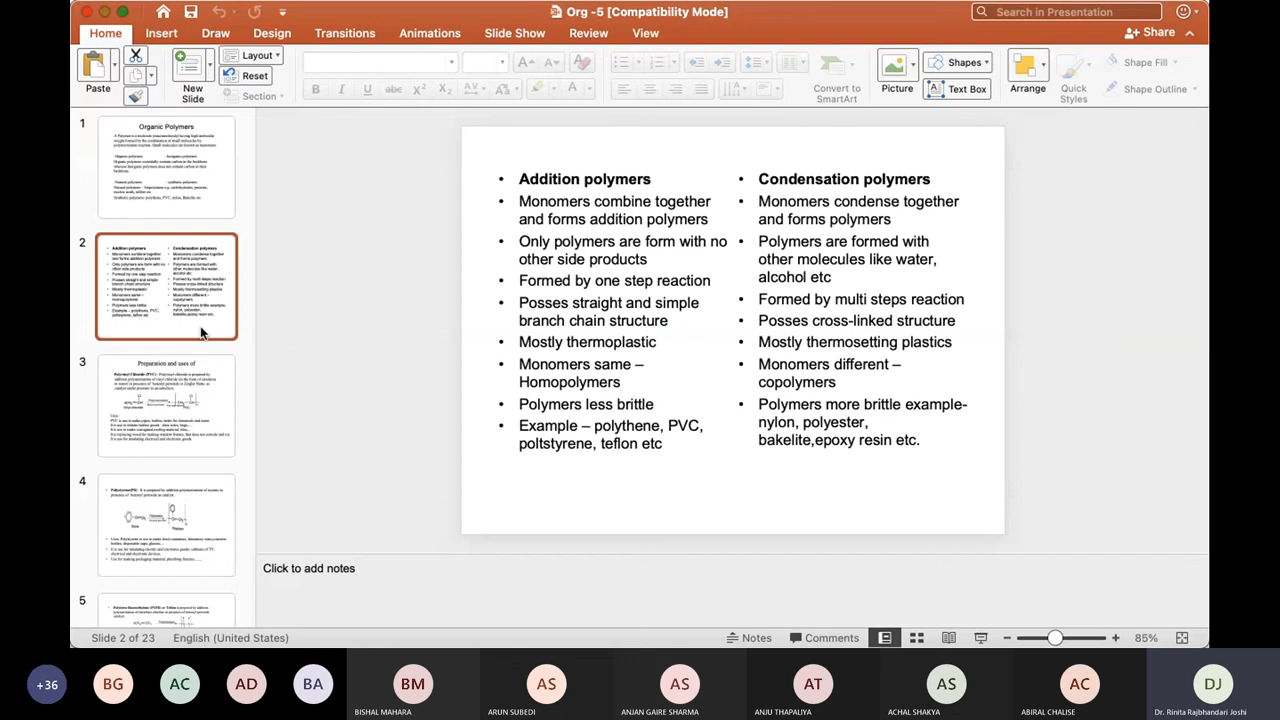 Org -5 [Compatibility Mode]
Search in Presentation
Home Insert Draw Design Transitions Animations Slide Show Review View
Share
Paste
New
Slide
Layout
Reset
Section
Convert to
SmartArt
Picture
Shapes
Text Box
Arrange
Quick
Styles
Shape Fill
Shape Outline
1
Organic Polymers
2
3
Preparation and uses of
4
5
• Addition polymers
• Monomers combine together
and forms addition polymers
• Only polymers are form with no
other side products
• Formed by one step reaction
• Posses straight and simple
branch chain structure
• Mostly thermoplastic
• Monomers same –
Homopolymers
• Polymers less brittle
• Example – polythene, PVC,
poltstyrene, teflon etc
• Condensation polymers
• Monomers condense together
and forms polymers
• Polymers are formed with
other molecules like water,
alcohol etc
• Formed by multi steps reaction
• Posses cross-linked structure
• Mostly thermosetting plastics
• Monomers different –
copolymers
• Polymers more brittle example-
nylon, polyester,
bakelite,epoxy resin etc.
Click to add notes
Slide 2 of 23 English (United States)
Notes Comments 85%
+36 BG AC AD BA BM AS AS AT AS AC DJ
BISHAL MAHARA ARUN SUBEDI ANJAN GAIRE SHARMA ANJU THAPALIYA ACHAL SHAKYA ABIRAL CHALISE Dr. Rinita Rajbhandari Joshi